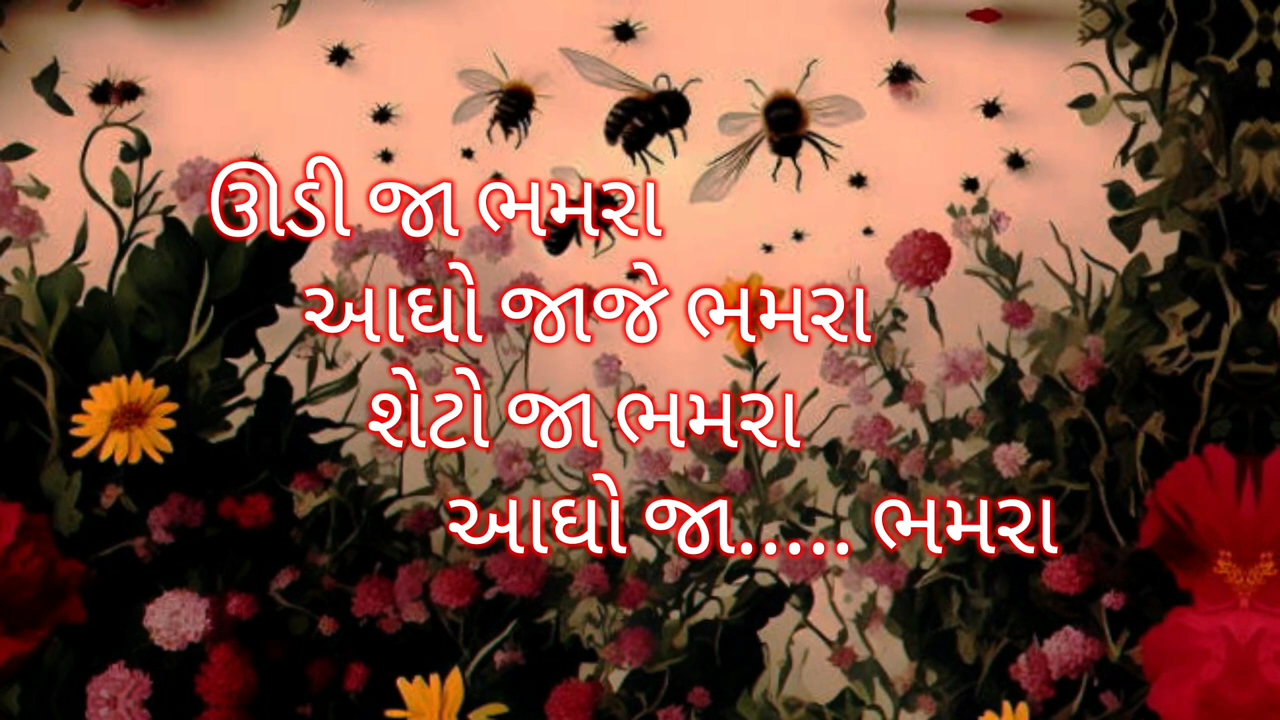 ઊડી જા ભમરા
આઘો જાજે ભમરા
શેટો જા ભમરા
આઘો જા..... ભમરા